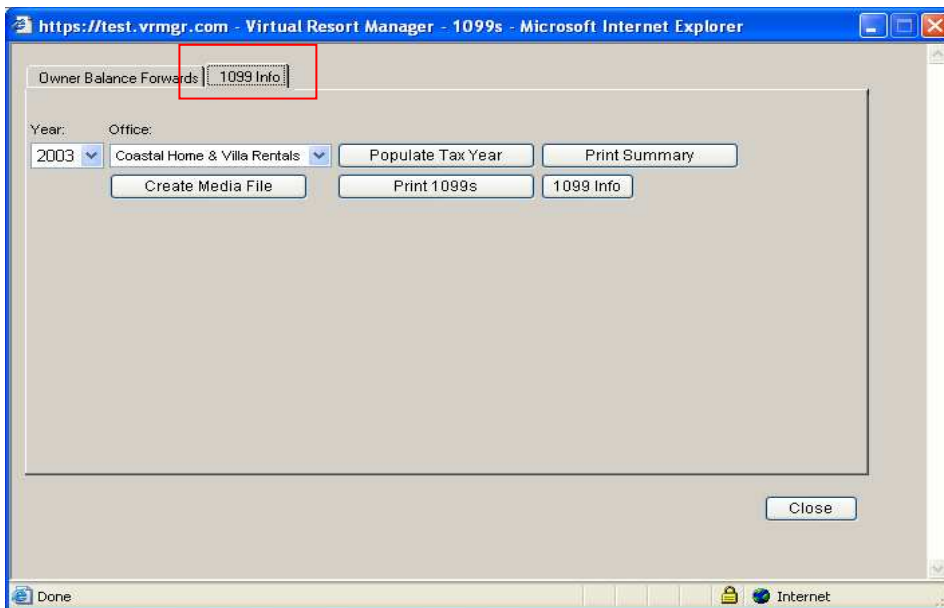 https://test.vrmgr.com - Virtual Resort Manager - 1099s - Microsoft Internet Explorer
Owner Balance Forwards 1099 Info
Year: Office:
2003 Coastal Home & Villa Rentals Populate Tax Year Print Summary
Create Media File Print 1099s 1099 Info
Close
Done Internet